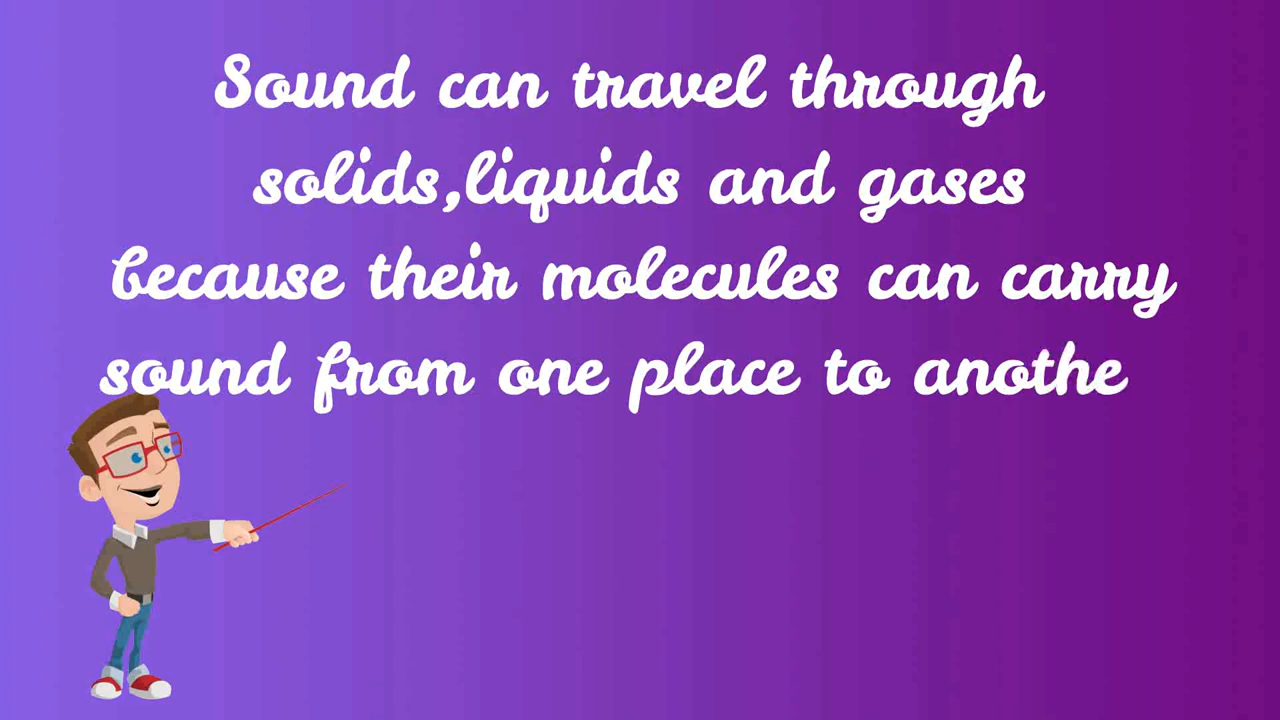 Sound can travel through
solids,liquids and gases
because their molecules can carry
sound from one place to anothe